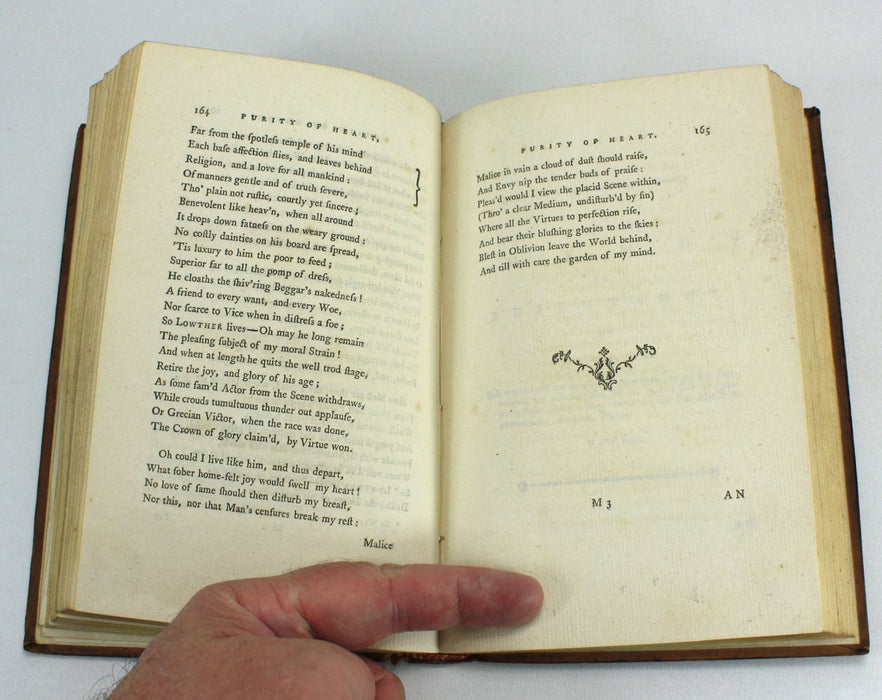 164 PURITY OF HEART.
Far from the ſpotleſs temple of his mind
Each baſe affection flies, and leaves behind
Religion, and a love for all mankind:
Of manners gentle and of truth ſevere,
Tho' plain not ruſtic, courtly yet ſincere;
Benevolent like heav'n, when all around
It drops down fatneſs on the weary ground:
No coſtly dainties on his board are ſpread,
'Tis luxury to him the poor to feed;
Superior far to all the pomp of dreſs,
He cloaths the ſhiv'ring Beggar's nakedneſs!
A friend to every want, and every Woe,
Nor ſcarce to Vice when in diſtreſs a foe;
So LOWTHER lives—Oh may he long remain
The pleaſing ſubject of my moral Strain!
And when at length he quits the well trod ſtage,
Retire the joy, and glory of his age;
As ſome fam'd Actor from the Scene withdraws,
While crouds tumultuous thunder out applauſe,
Or Grecian Victor, when the race was done,
The Crown of glory claim'd, by Virtue won.
Oh could I live like him, and thus depart,
What ſober home-felt joy would ſwell my heart!
No love of fame ſhould then diſturb my breaſt,
Nor this, nor that Man's cenſures break my reſt:
Malice
PURITY OF HEART. 165
Malice in vain a cloud of duſt ſhould raiſe,
And Envy nip the tender buds of praiſe:
Pleas'd would I view the placid Scene within,
(Thro' a clear Medium, undiſturb'd by ſin)
Where all the Virtues to perfection riſe,
And bear their bluſhing glories to the ſkies;
Bleſt in Oblivion leave the World behind,
And till with care the garden of my mind.
M 3 AN